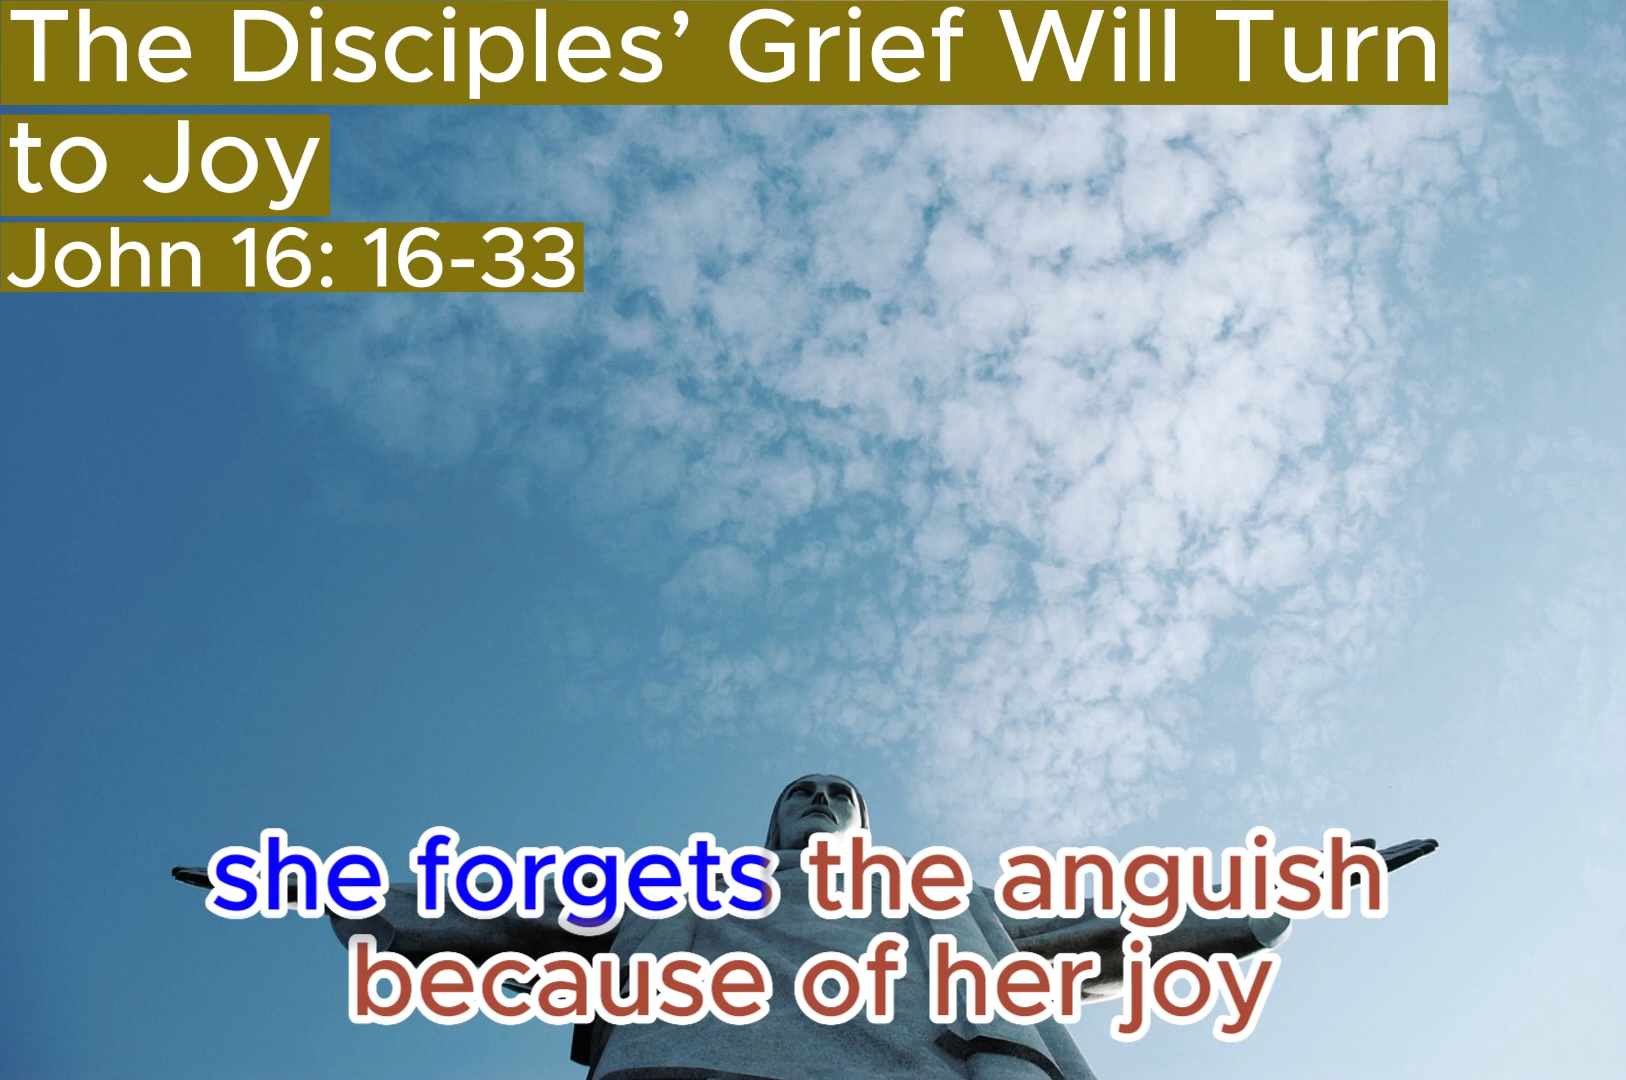 The Disciples’ Grief Will Turn
to Joy
John 16: 16-33
she forgets the anguish
because of her joy